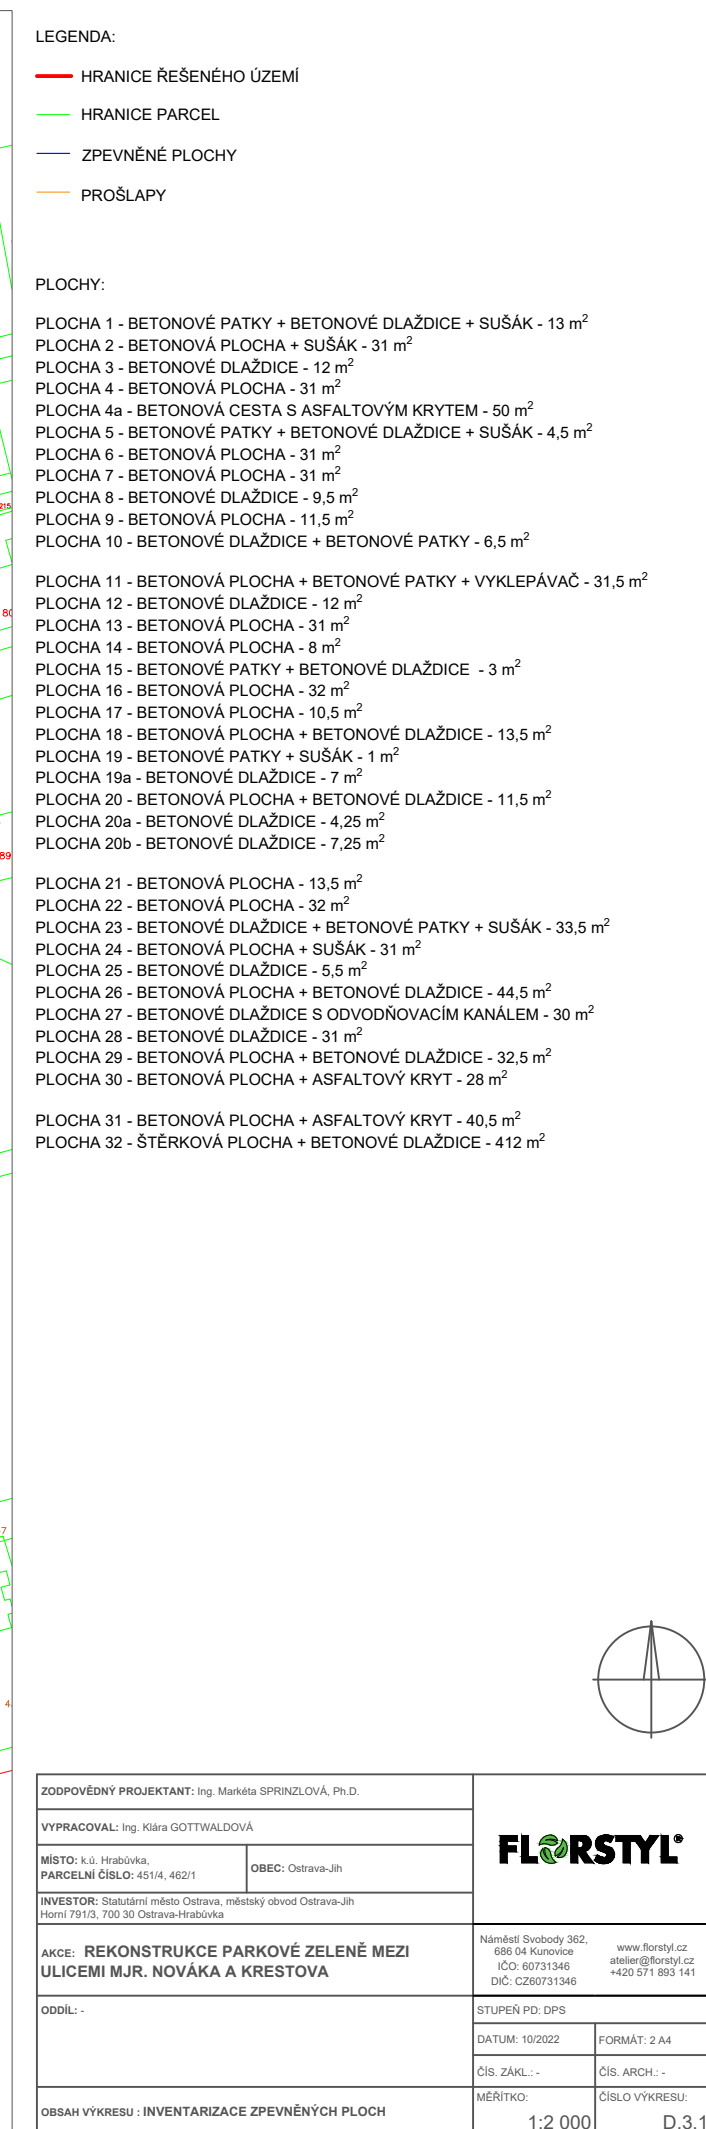 LEGENDA:
HRANICE ŘEŠENÉHO ÚZEMÍ
HRANICE PARCEL
ZPEVNĚNÉ PLOCHY
PROŠLAPY
PLOCHY:
PLOCHA 1 - BETONOVÉ PATKY + BETONOVÉ DLAŽDICE + SUŠÁK - 13 m²
PLOCHA 2 - BETONOVÁ PLOCHA + SUŠÁK - 31 m²
PLOCHA 3 - BETONOVÉ DLAŽDICE - 12 m²
PLOCHA 4 - BETONOVÁ PLOCHA - 31 m²
PLOCHA 4a - BETONOVÁ CESTA S ASFALTOVÝM KRYTEM - 50 m²
PLOCHA 5 - BETONOVÉ PATKY + BETONOVÉ DLAŽDICE + SUŠÁK - 4,5 m²
PLOCHA 6 - BETONOVÁ PLOCHA - 31 m²
PLOCHA 7 - BETONOVÁ PLOCHA - 31 m²
PLOCHA 8 - BETONOVÉ DLAŽDICE - 9,5 m²
PLOCHA 9 - BETONOVÁ PLOCHA - 11,5 m²
PLOCHA 10 - BETONOVÉ DLAŽDICE + BETONOVÉ PATKY - 6,5 m²
PLOCHA 11 - BETONOVÁ PLOCHA + BETONOVÉ PATKY + VYKLEPÁVAČ - 31,5 m²
PLOCHA 12 - BETONOVÉ DLAŽDICE - 12 m²
PLOCHA 13 - BETONOVÁ PLOCHA - 31 m²
PLOCHA 14 - BETONOVÁ PLOCHA - 8 m²
PLOCHA 15 - BETONOVÉ PATKY + BETONOVÉ DLAŽDICE - 3 m²
PLOCHA 16 - BETONOVÁ PLOCHA - 32 m²
PLOCHA 17 - BETONOVÁ PLOCHA - 10,5 m²
PLOCHA 18 - BETONOVÁ PLOCHA + BETONOVÉ DLAŽDICE - 13,5 m²
PLOCHA 19 - BETONOVÉ PATKY + SUŠÁK - 1 m²
PLOCHA 19a - BETONOVÉ DLAŽDICE - 7 m²
PLOCHA 20 - BETONOVÁ PLOCHA + BETONOVÉ DLAŽDICE - 11,5 m²
PLOCHA 20a - BETONOVÉ DLAŽDICE - 4,25 m²
PLOCHA 20b - BETONOVÉ DLAŽDICE - 7,25 m²
PLOCHA 21 - BETONOVÁ PLOCHA - 13,5 m²
PLOCHA 22 - BETONOVÁ PLOCHA - 32 m²
PLOCHA 23 - BETONOVÉ DLAŽDICE + BETONOVÉ PATKY + SUŠÁK - 33,5 m²
PLOCHA 24 - BETONOVÁ PLOCHA + SUŠÁK - 31 m²
PLOCHA 25 - BETONOVÉ DLAŽDICE - 5,5 m²
PLOCHA 26 - BETONOVÁ PLOCHA + BETONOVÉ DLAŽDICE - 44,5 m²
PLOCHA 27 - BETONOVÉ DLAŽDICE S ODVODŇOVACÍM KANÁLEM - 30 m²
PLOCHA 28 - BETONOVÉ DLAŽDICE - 31 m²
PLOCHA 29 - BETONOVÁ PLOCHA + BETONOVÉ DLAŽDICE - 32,5 m²
PLOCHA 30 - BETONOVÁ PLOCHA + ASFALTOVÝ KRYT - 28 m²
PLOCHA 31 - BETONOVÁ PLOCHA + ASFALTOVÝ KRYT - 40,5 m²
PLOCHA 32 - ŠTĚRKOVÁ PLOCHA + BETONOVÉ DLAŽDICE - 412 m²
215
80
89
7
4
ZODPOVĚDNÝ PROJEKTANT: Ing. Markéta SPRINZLOVÁ, Ph.D.
VYPRACOVAL: Ing. Klára GOTTWALDOVÁ
MÍSTO: k.ú. Hrabůvka,
PARCELNÍ ČÍSLO: 451/4, 462/1
OBEC: Ostrava-Jih
INVESTOR: Statutární město Ostrava, městský obvod Ostrava-Jih
Horní 791/3, 700 30 Ostrava-Hrabůvka
FLORSTYL®
AKCE: REKONSTRUKCE PARKOVÉ ZELENĚ MEZI
ULICEMI MJR. NOVÁKA A KRESTOVA
Náměstí Svobody 362,
686 04 Kunovice
IČO: 60731346
DIČ: CZ60731346
www.florstyl.cz
atelier@florstyl.cz
+420 571 893 141
ODDÍL: -
STUPEŇ PD: DPS
DATUM: 10/2022
FORMÁT: 2 A4
ČÍS. ZÁKL.: -
ČÍS. ARCH.: -
OBSAH VÝKRESU : INVENTARIZACE ZPEVNĚNÝCH PLOCH
MĚŘÍTKO:
1:2 000
ČÍSLO VÝKRESU:
D.3.1